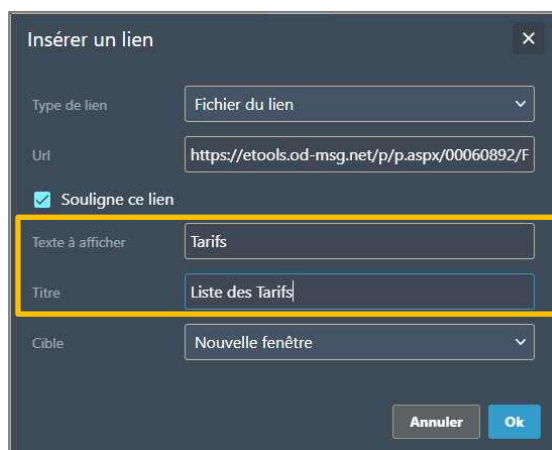 Insérer un lien
Type de lien Fichier du lien
Url https://etools.od-msg.net/p/p.aspx/00060892/F
Souligne ce lien
Texte à afficher Tarifs
Titre Liste des Tarifs
Cible Nouvelle fenêtre
Annuler Ok